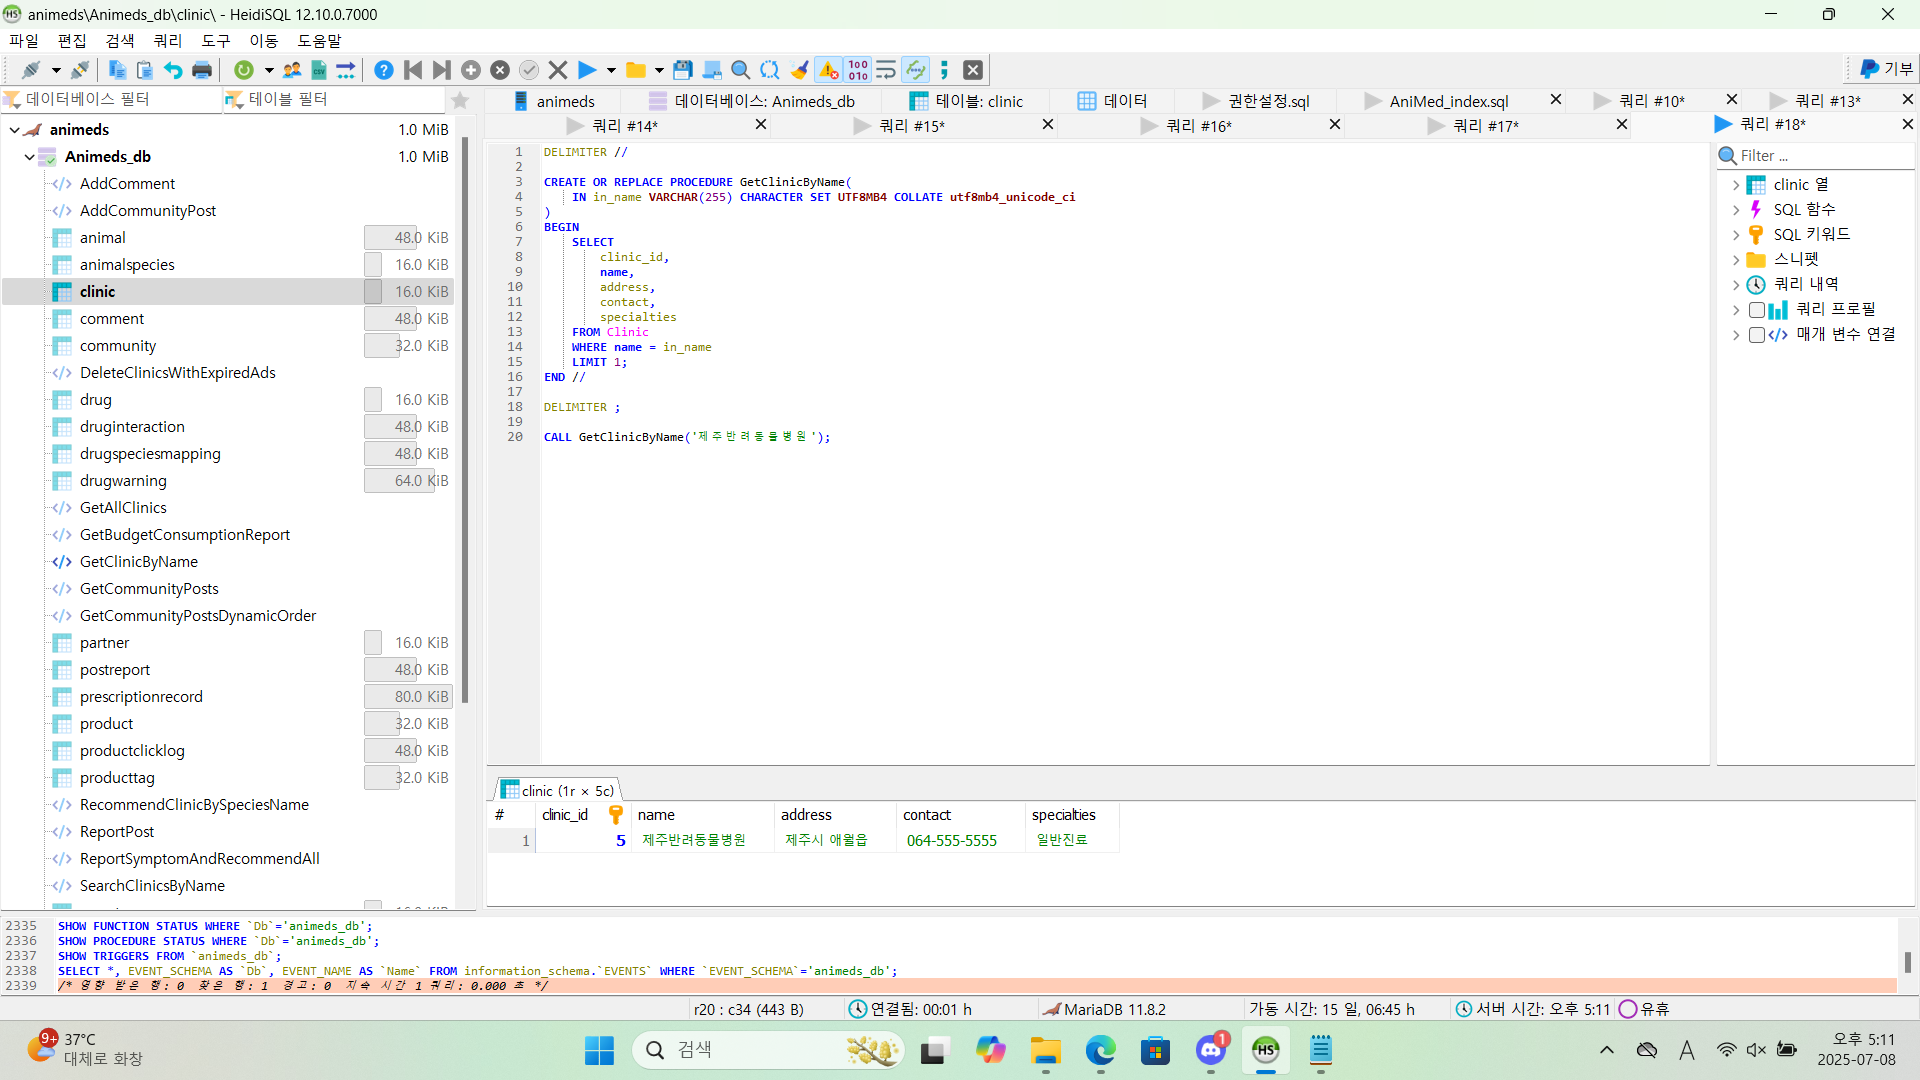 animeds\Animeds_db\clinic\ - HeidiSQL 12.10.0.7000
파일 편집 검색 쿼리 도구 이동 도움말
기부
데이터베이스 필터 테이블 필터
animeds 데이터베이스: Animeds_db 테이블: clinic 데이터 권한설정.sql AniMed_index.sql 쿼리 #10* 쿼리 #13*
쿼리 #14* 쿼리 #15* 쿼리 #16* 쿼리 #17* 쿼리 #18*
animeds 1.0 MiB
Animeds_db 1.0 MiB
AddComment
AddCommunityPost
animal 48.0 KiB
animalspecies 16.0 KiB
clinic 16.0 KiB
comment 48.0 KiB
community 32.0 KiB
DeleteClinicsWithExpiredAds
drug 16.0 KiB
druginteraction 48.0 KiB
drugspeciesmapping 48.0 KiB
drugwarning 64.0 KiB
GetAllClinics
GetBudgetConsumptionReport
GetClinicByName
GetCommunityPosts
GetCommunityPostsDynamicOrder
partner 16.0 KiB
postreport 48.0 KiB
prescriptionrecord 80.0 KiB
product 32.0 KiB
productclicklog 48.0 KiB
producttag 32.0 KiB
RecommendClinicBySpeciesName
ReportPost
ReportSymptomAndRecommendAll
SearchClinicsByName
1 DELIMITER //
2
3 CREATE OR REPLACE PROCEDURE GetClinicByName(
4 IN in_name VARCHAR(255) CHARACTER SET UTF8MB4 COLLATE utf8mb4_unicode_ci
5 )
6 BEGIN
7 SELECT
8 clinic_id,
9 name,
10 address,
11 contact,
12 specialties
13 FROM Clinic
14 WHERE name = in_name
15 LIMIT 1;
16 END //
17
18 DELIMITER ;
19
20 CALL GetClinicByName('제주반려동물병원');
Filter ...
clinic 열
SQL 함수
SQL 키워드
스니펫
쿼리 내역
쿼리 프로필
매개 변수 연결
clinic (1r × 5c)
# clinic_id name address contact specialties
1 5 제주반려동물병원 제주시 애월읍 064-555-5555 일반진료
2335 SHOW FUNCTION STATUS WHERE `Db`='animeds_db';
2336 SHOW PROCEDURE STATUS WHERE `Db`='animeds_db';
2337 SHOW TRIGGERS FROM `animeds_db`;
2338 SELECT *, EVENT_SCHEMA AS `Db`, EVENT_NAME AS `Name` FROM information_schema.`EVENTS` WHERE `EVENT_SCHEMA`='animeds_db';
2339 /* 영향 받은 행: 0 찾은 행: 1 경고: 0 지속 시간 1 쿼리: 0.000 초 */
r20 : c34 (443 B) 연결됨: 00:01 h MariaDB 11.8.2 가동 시간: 15 일, 06:45 h 서버 시간: 오후 5:11 유휴
9+ 37°C
대체로 화창
검색
HS
1
A
오후 5:11
2025-07-08